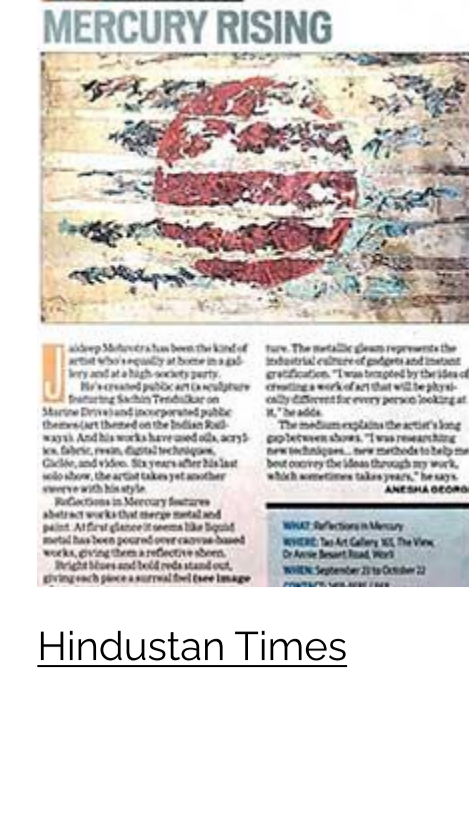 MERCURY RISING
Jaideep Mehrotra has been the kind of
artist who's equally at home in a gal-
lery and at a high-society party.
He's created public art (a sculpture
featuring Sachin Tendulkar on
Marine Drive) and incorporated public
themes (art themed on the Indian Rail-
ways). And his works have used oils, acryl-
ics, fabric, resin, digital techniques,
Giclée, and video. Six years after his last
solo show, the artist takes yet another
swerve with his style.
Reflections in Mercury features
abstract works that merge metal and
paint. At first glance it seems like liquid
metal has been poured over canvas-based
works, giving them a reflective sheen.
Bright blues and bold reds stand out,
giving each piece a surreal feel (see image
ture. The metallic gleam represents the
industrial culture of gadgets and instant
gratification. "I was tempted by the idea of
creating a work of art that will be physi-
cally different for every person looking at
it," he adds.
The medium explains the artist's long
gap between shows. "I was researching
new techniques... new methods to help me
best convey the ideas through my work,
which sometimes takes years," he says.
ANESHA GEORG
WHAT: Reflections in Mercury
WHERE: Tao Art Gallery, 165, The View,
Dr Annie Besant Road, Worli
WHEN: September 21 to October 22
Hindustan Times